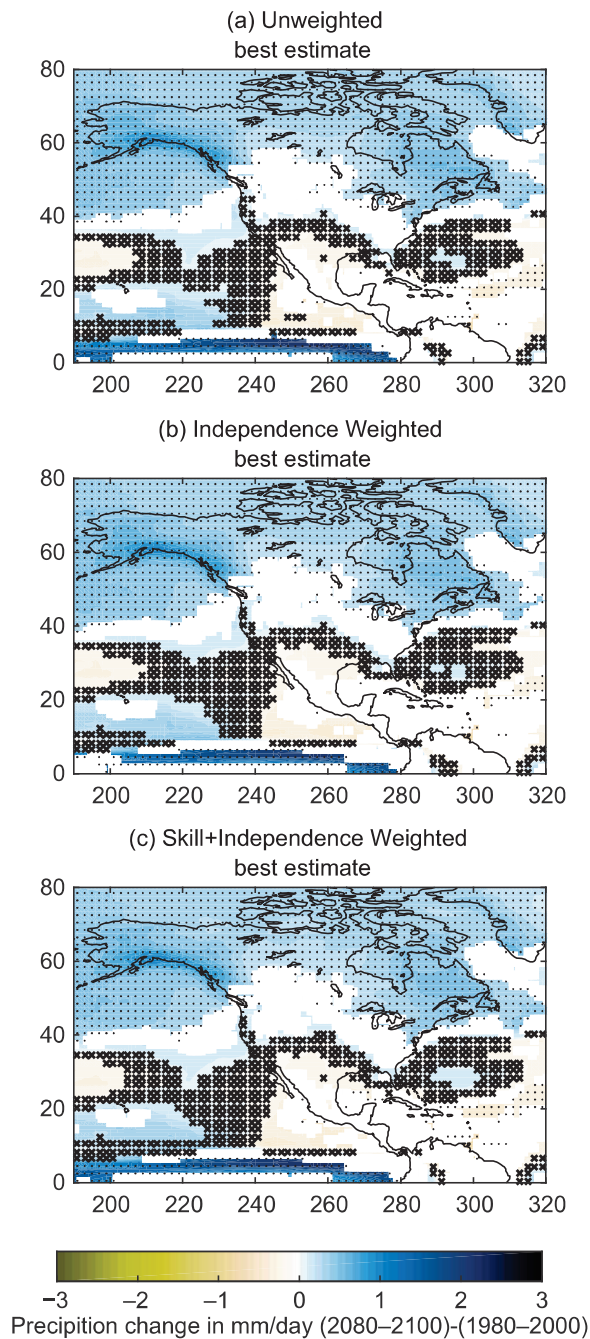 (a) Unweighted
best estimate
80
60
40
20
0
200 220 240 260 280 300 320
(b) Independence Weighted
best estimate
80
60
40
20
0
200 220 240 260 280 300 320
(c) Skill+Independence Weighted
best estimate
80
60
40
20
0
200 220 240 260 280 300 320
−3 −2 −1 0 1 2 3
Precipition change in mm/day (2080–2100)-(1980–2000)